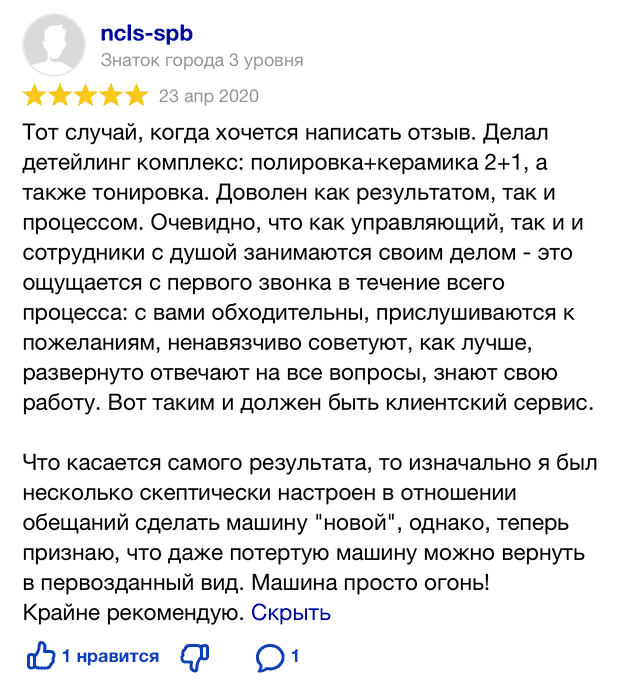 ncls-spb
Знаток города 3 уровня
23 апр 2020
Тот случай, когда хочется написать отзыв. Делал
детейлинг комплекс: полировка+керамика 2+1, а
также тонировка. Доволен как результатом, так и
процессом. Очевидно, что как управляющий, так и и
сотрудники с душой занимаются своим делом - это
ощущается с первого звонка в течение всего
процесса: с вами обходительны, прислушиваются к
пожеланиям, ненавязчиво советуют, как лучше,
развернуто отвечают на все вопросы, знают свою
работу. Вот таким и должен быть клиентский сервис.
Что касается самого результата, то изначально я был
несколько скептически настроен в отношении
обещаний сделать машину "новой", однако, теперь
признаю, что даже потертую машину можно вернуть
в первозданный вид. Машина просто огонь!
Крайне рекомендую. Скрыть
1 нравится 1